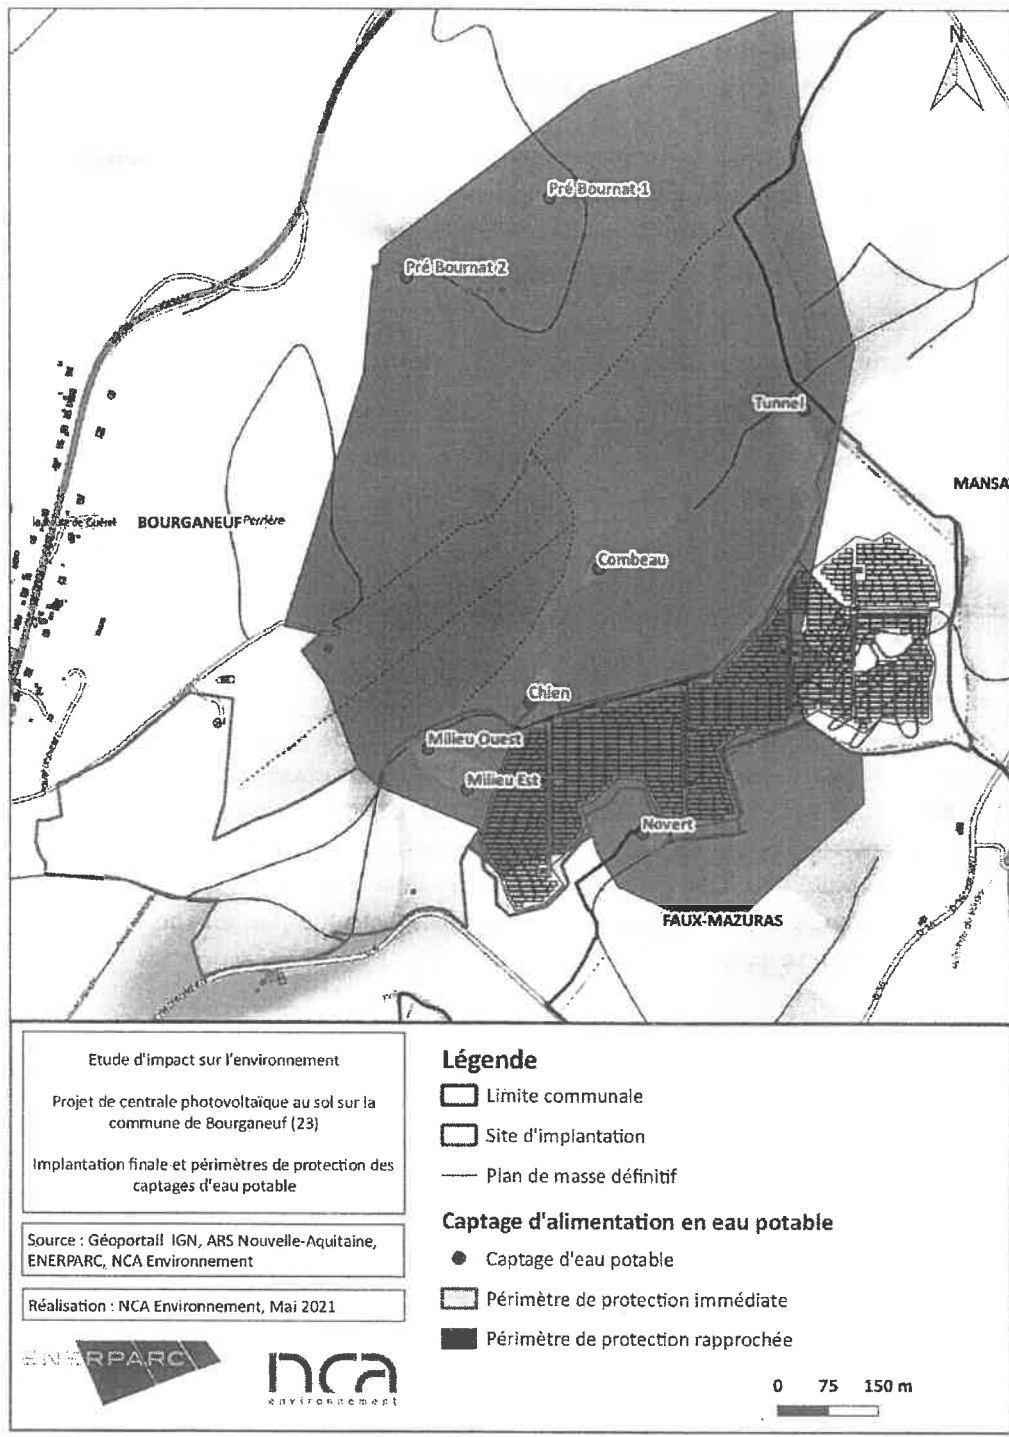 N
Pré Bournat 1
Pré Bournat 2
Tunnel
MANSA
BOURGANEUF
Perrière
Combeau
Chien
Milieu Ouest
Milieu Est
Novert
FAUX-MAZURAS
D 36
Etude d'impact sur l'environnement
Projet de centrale photovoltaïque au sol sur la
commune de Bourganeuf (23)
Implantation finale et périmètres de protection des
captages d'eau potable
Source : Géoportail IGN, ARS Nouvelle-Aquitaine,
ENERPARC, NCA Environnement
Réalisation : NCA Environnement, Mai 2021
ENERPARC
nca
environnement
Légende
Limite communale
Site d'implantation
Plan de masse définitif
Captage d'alimentation en eau potable
Captage d'eau potable
Périmètre de protection immédiate
Périmètre de protection rapprochée
0 75 150 m